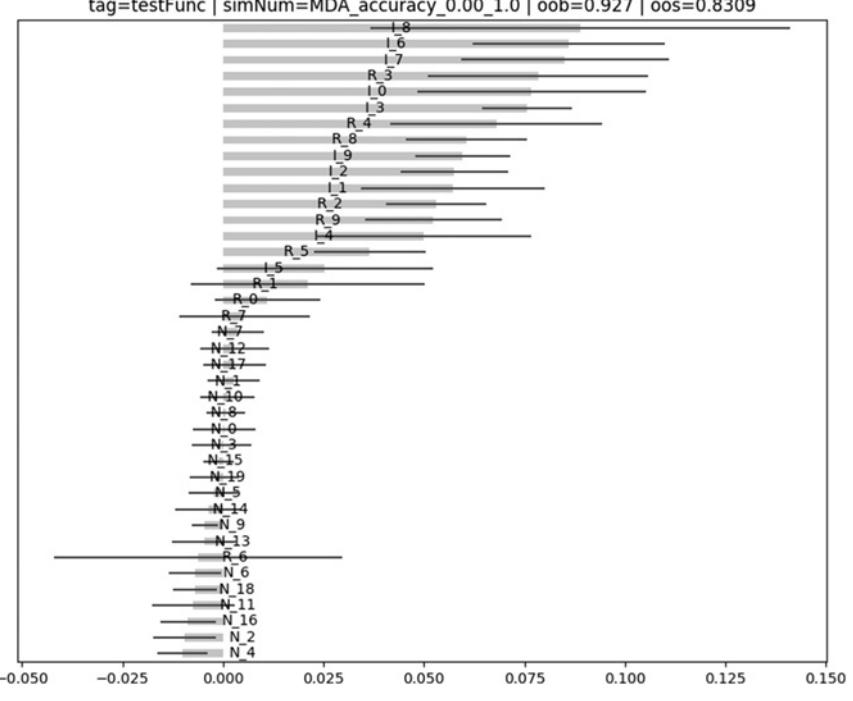 tag=testFunc | simNum=MDA_accuracy_0.00_1.0 | oob=0.927 | oos=0.8309
I_8
I_6
I_7
R_3
I_0
I_3
R_4
R_8
I_9
I_2
I_1
R_2
R_9
I_4
R_5
I_5
R_1
R_0
R_7
N_7
N_12
N_17
N_1
N_10
N_8
N_0
N_3
N_15
N_19
N_5
N_14
N_9
N_13
R_6
N_6
N_18
N_11
N_16
N_2
N_4
−0.050 −0.025 0.000 0.025 0.050 0.075 0.100 0.125 0.150